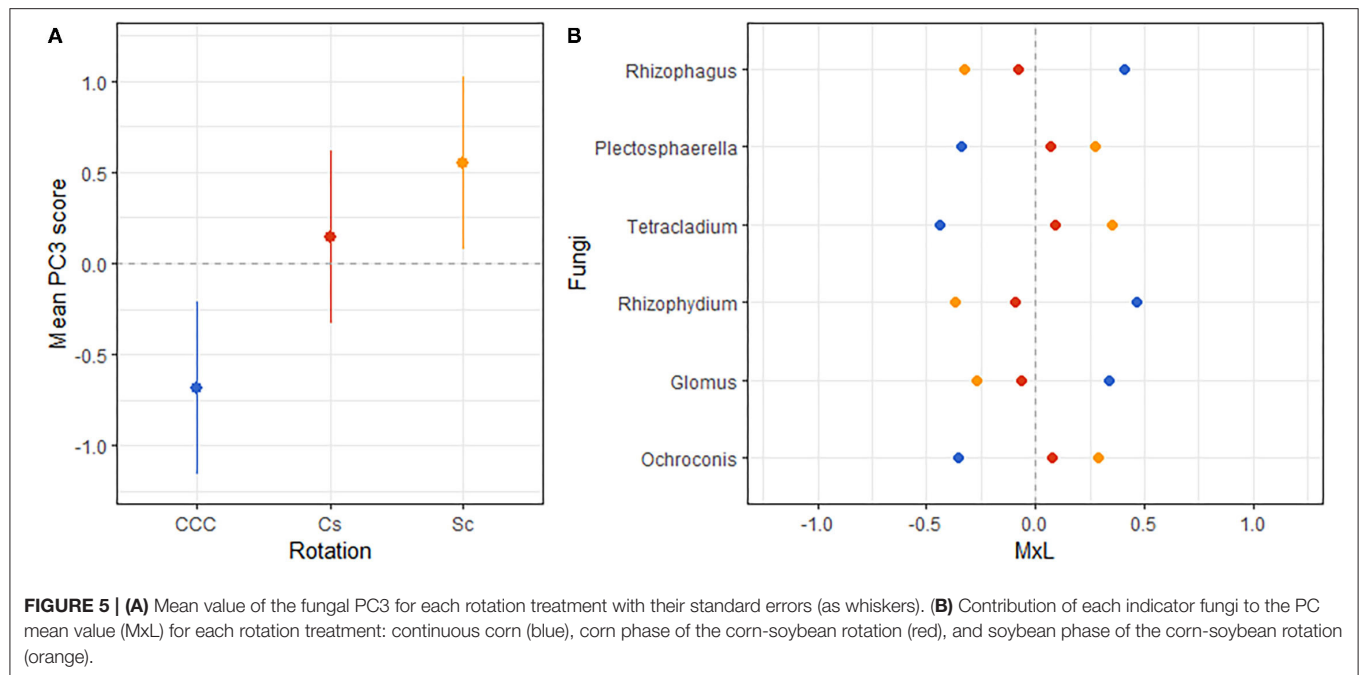 A
B
Mean PC3 score
1.0
0.5
0.0
-0.5
-1.0
CCC
Cs
Sc
Rotation
Fungi
Rhizophagus
Plectosphaerella
Tetracladium
Rhizophydium
Glomus
Ochroconis
-1.0
-0.5
0.0
0.5
1.0
MxL
FIGURE 5 | (A) Mean value of the fungal PC3 for each rotation treatment with their standard errors (as whiskers). (B) Contribution of each indicator fungi to the PC
mean value (MxL) for each rotation treatment: continuous corn (blue), corn phase of the corn-soybean rotation (red), and soybean phase of the corn-soybean rotation
(orange).